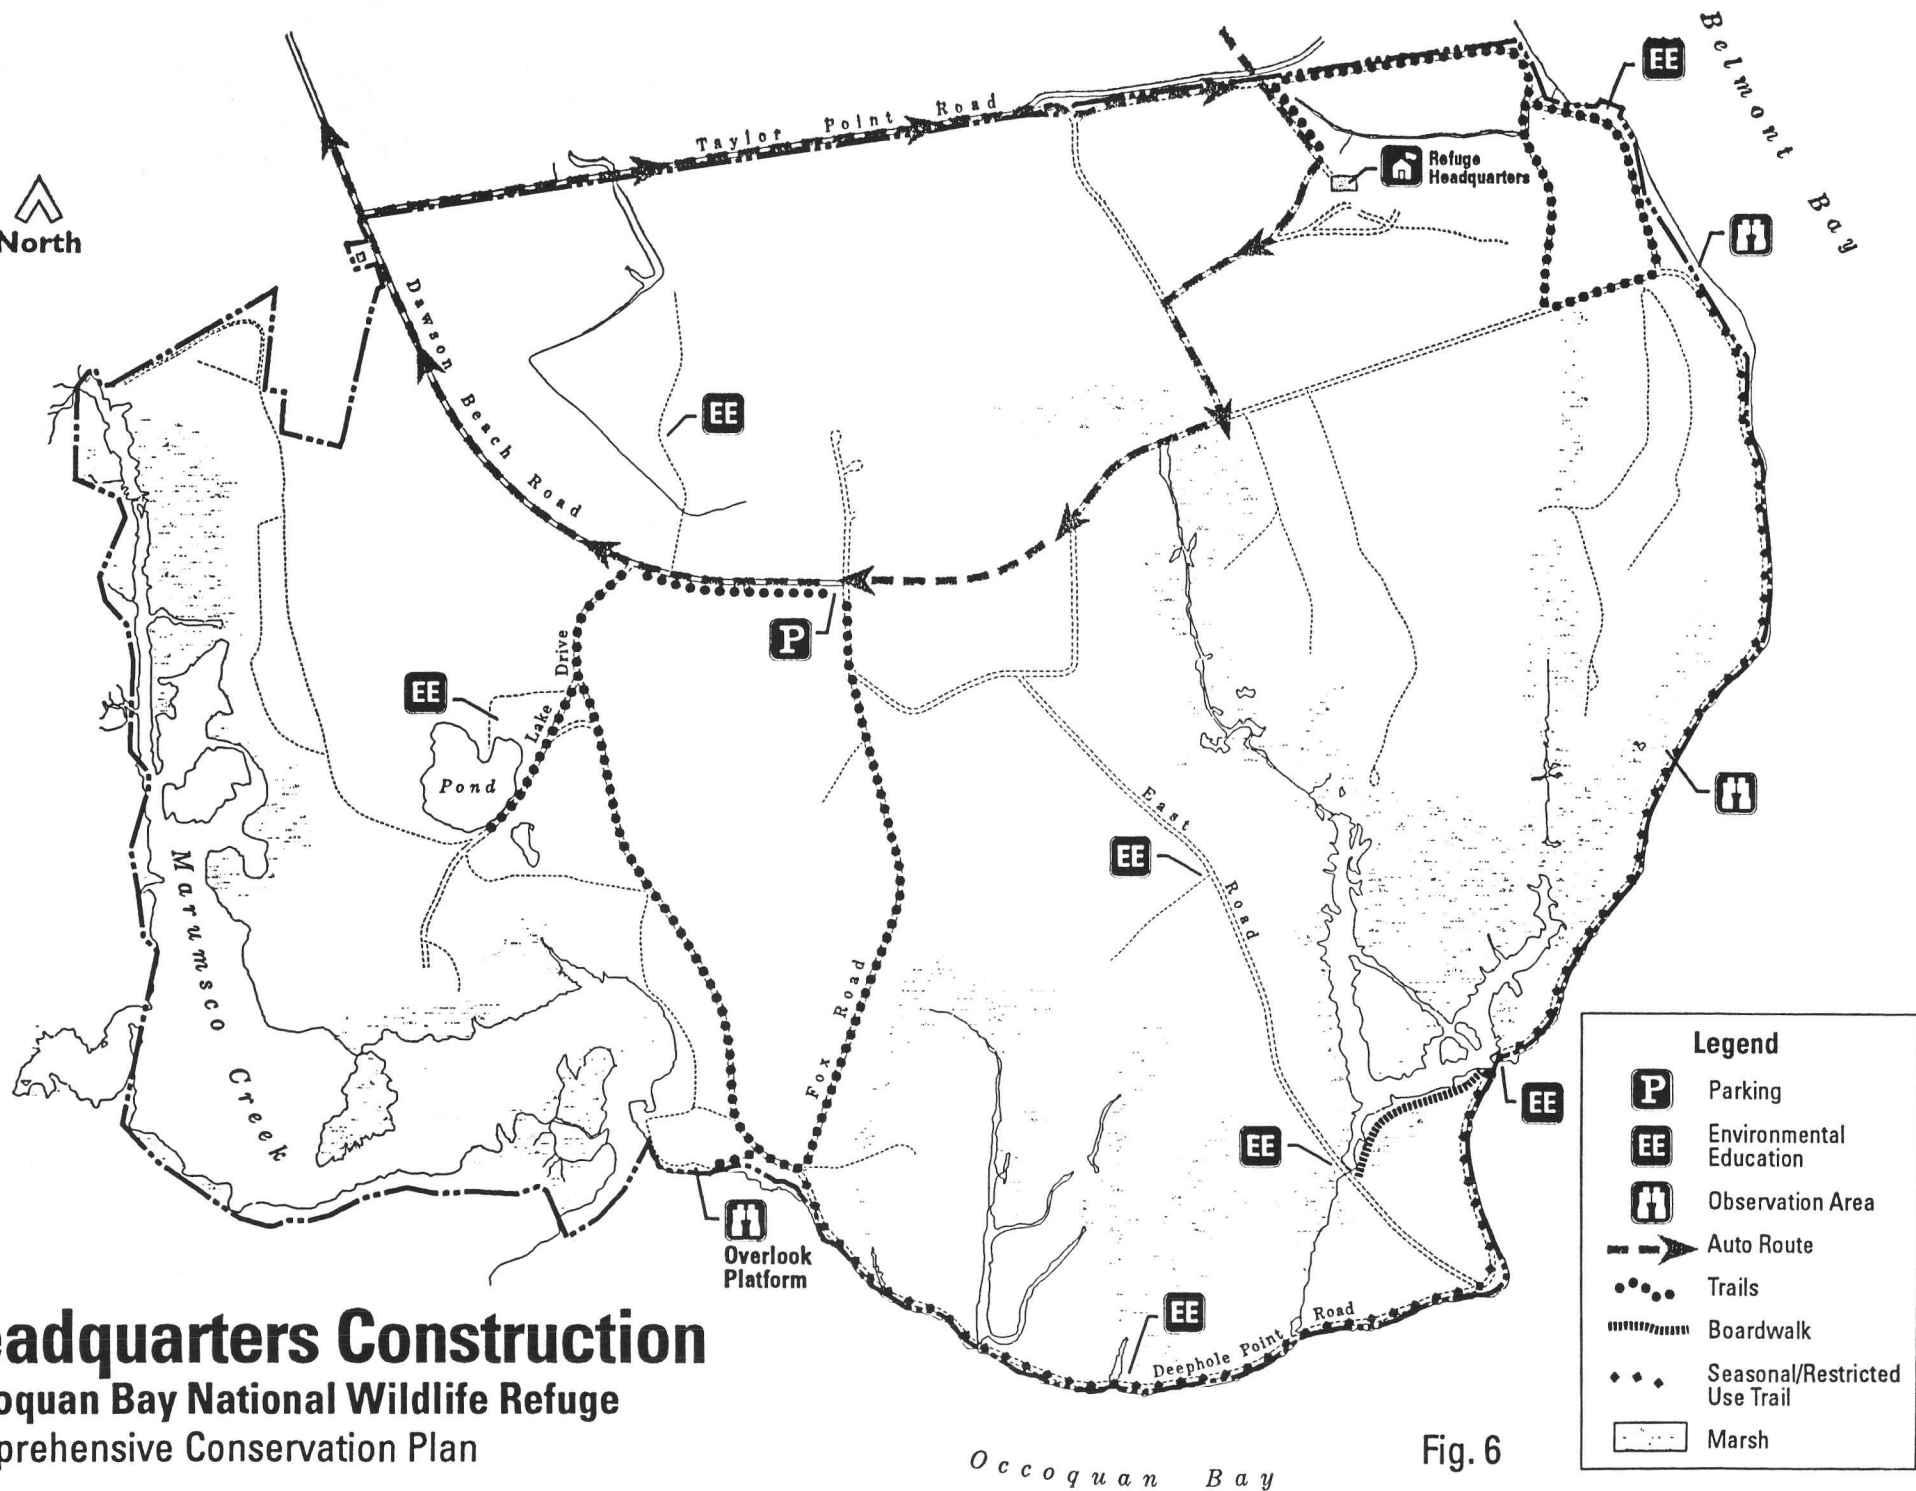 Belmont Bay
EE
Taylor Point Road
Refuge
Headquarters
North
Dawson Beach Road
EE
P
EE
Lake Drive
Pond
East Road
EE
Marumsco Creek
Fox Road
EE
EE
Overlook
Platform
EE
Deephole Point Road
eadquarters Construction
oquan Bay National Wildlife Refuge
prehensive Conservation Plan
Occoquan Bay
Fig. 6
Legend
P Parking
EE Environmental
Education
Observation Area
Auto Route
Trails
Boardwalk
Seasonal/Restricted
Use Trail
Marsh